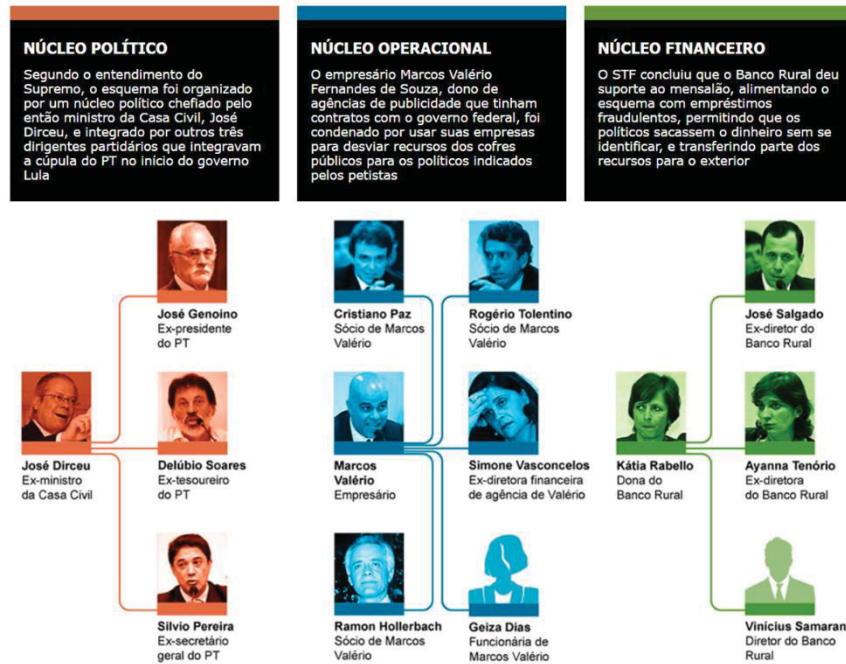 NÚCLEO POLÍTICO
Segundo o entendimento do
Supremo, o esquema foi organizado
por um núcleo político chefiado pelo
então ministro da Casa Civil, José
Dirceu, e integrado por outros três
dirigentes partidários que integravam
a cúpula do PT no início do governo
Lula
NÚCLEO OPERACIONAL
O empresário Marcos Valério
Fernandes de Souza, dono de
agências de publicidade que tinham
contratos com o governo federal, foi
condenado por usar suas empresas
para desviar recursos dos cofres
públicos para os políticos indicados
pelos petistas
NÚCLEO FINANCEIRO
O STF concluiu que o Banco Rural deu
suporte ao mensalão, alimentando o
esquema com empréstimos
fraudulentos, permitindo que os
políticos sacassem o dinheiro sem se
identificar, e transferindo parte dos
recursos para o exterior
José Genoino
Ex-presidente
do PT
José Dirceu
Ex-ministro
da Casa Civil
Delúbio Soares
Ex-tesoureiro
do PT
Silvio Pereira
Ex-secretário
geral do PT
Cristiano Paz
Sócio de Marcos
Valério
Rogério Tolentino
Sócio de Marcos
Valério
Marcos
Valério
Empresário
Simone Vasconcelos
Ex-diretora financeira
de agência de Valério
Ramon Hollerbach
Sócio de Marcos
Valério
Geiza Dias
Funcionária de
Marcos Valério
José Salgado
Ex-diretor do
Banco Rural
Kátia Rabello
Dona do
Banco Rural
Ayanna Tenório
Ex-diretora
do Banco Rural
Vinícius Samaran
Diretor do Banco
Rural